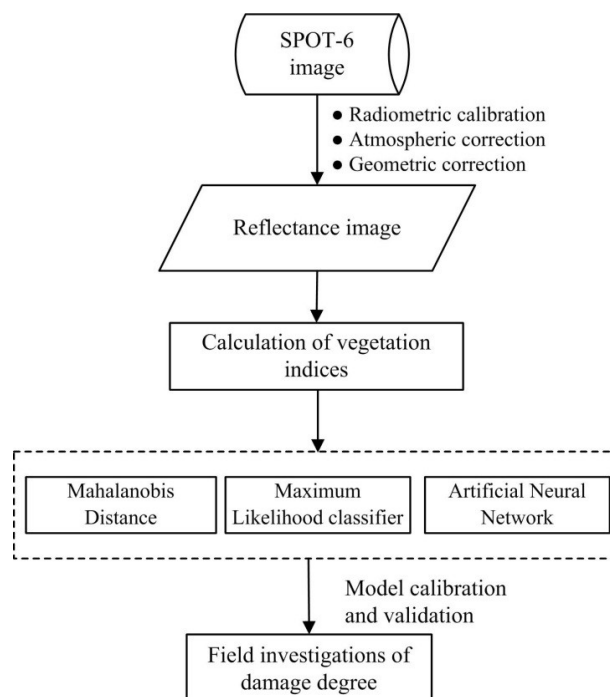 SPOT-6
image
● Radiometric calibration
● Atmospheric correction
● Geometric correction
Reflectance image
Calculation of vegetation
indices
Mahalanobis
Distance
Maximum
Likelihood classifier
Artificial Neural
Network
Model calibration
and validation
Field investigations of
damage degree